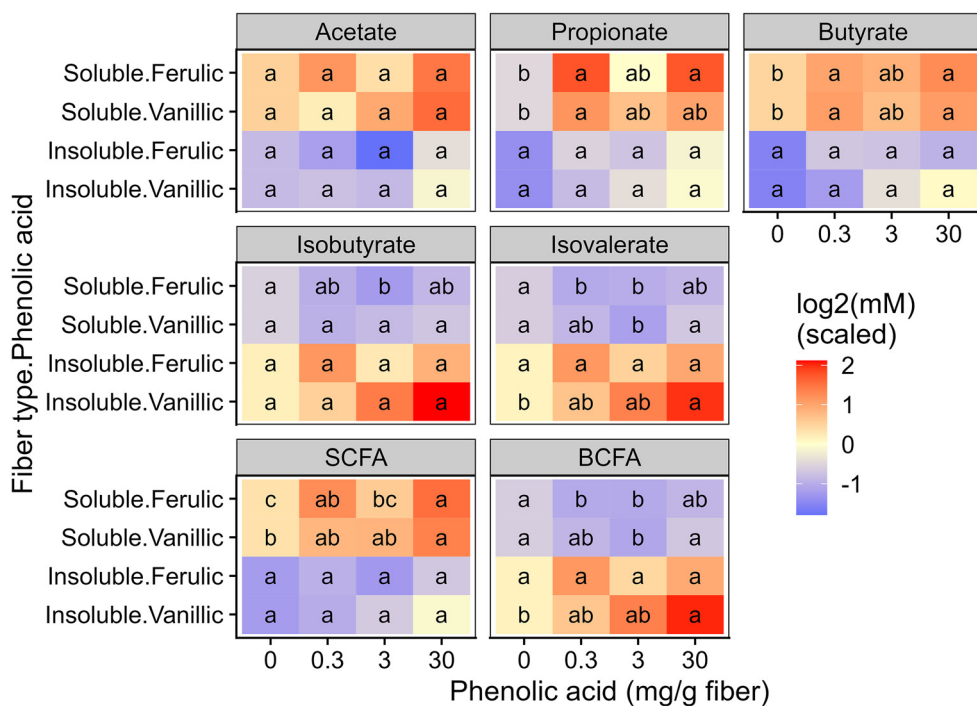 Fiber type.Phenolic acid
Acetate Propionate Butyrate
Soluble.Ferulic a a a a b a ab a b a ab a
Soluble.Vanillic a a a a b a ab ab b a ab a
Insoluble.Ferulic a a a a a a a a a a a a
Insoluble.Vanillic a a a a a a a a a a a a
0 0.3 3 30
Isobutyrate Isovalerate
Soluble.Ferulic a ab b ab a b b ab
Soluble.Vanillic a a a a a ab b a
Insoluble.Ferulic a a a a a a a a
Insoluble.Vanillic a a a a b ab ab a
log2(mM)
(scaled)
2
1
0
-1
SCFA BCFA
Soluble.Ferulic c ab bc a a b b ab
Soluble.Vanillic b ab ab a a ab b a
Insoluble.Ferulic a a a a a a a a
Insoluble.Vanillic a a a a b ab ab a
0 0.3 3 30 0 0.3 3 30
Phenolic acid (mg/g fiber)